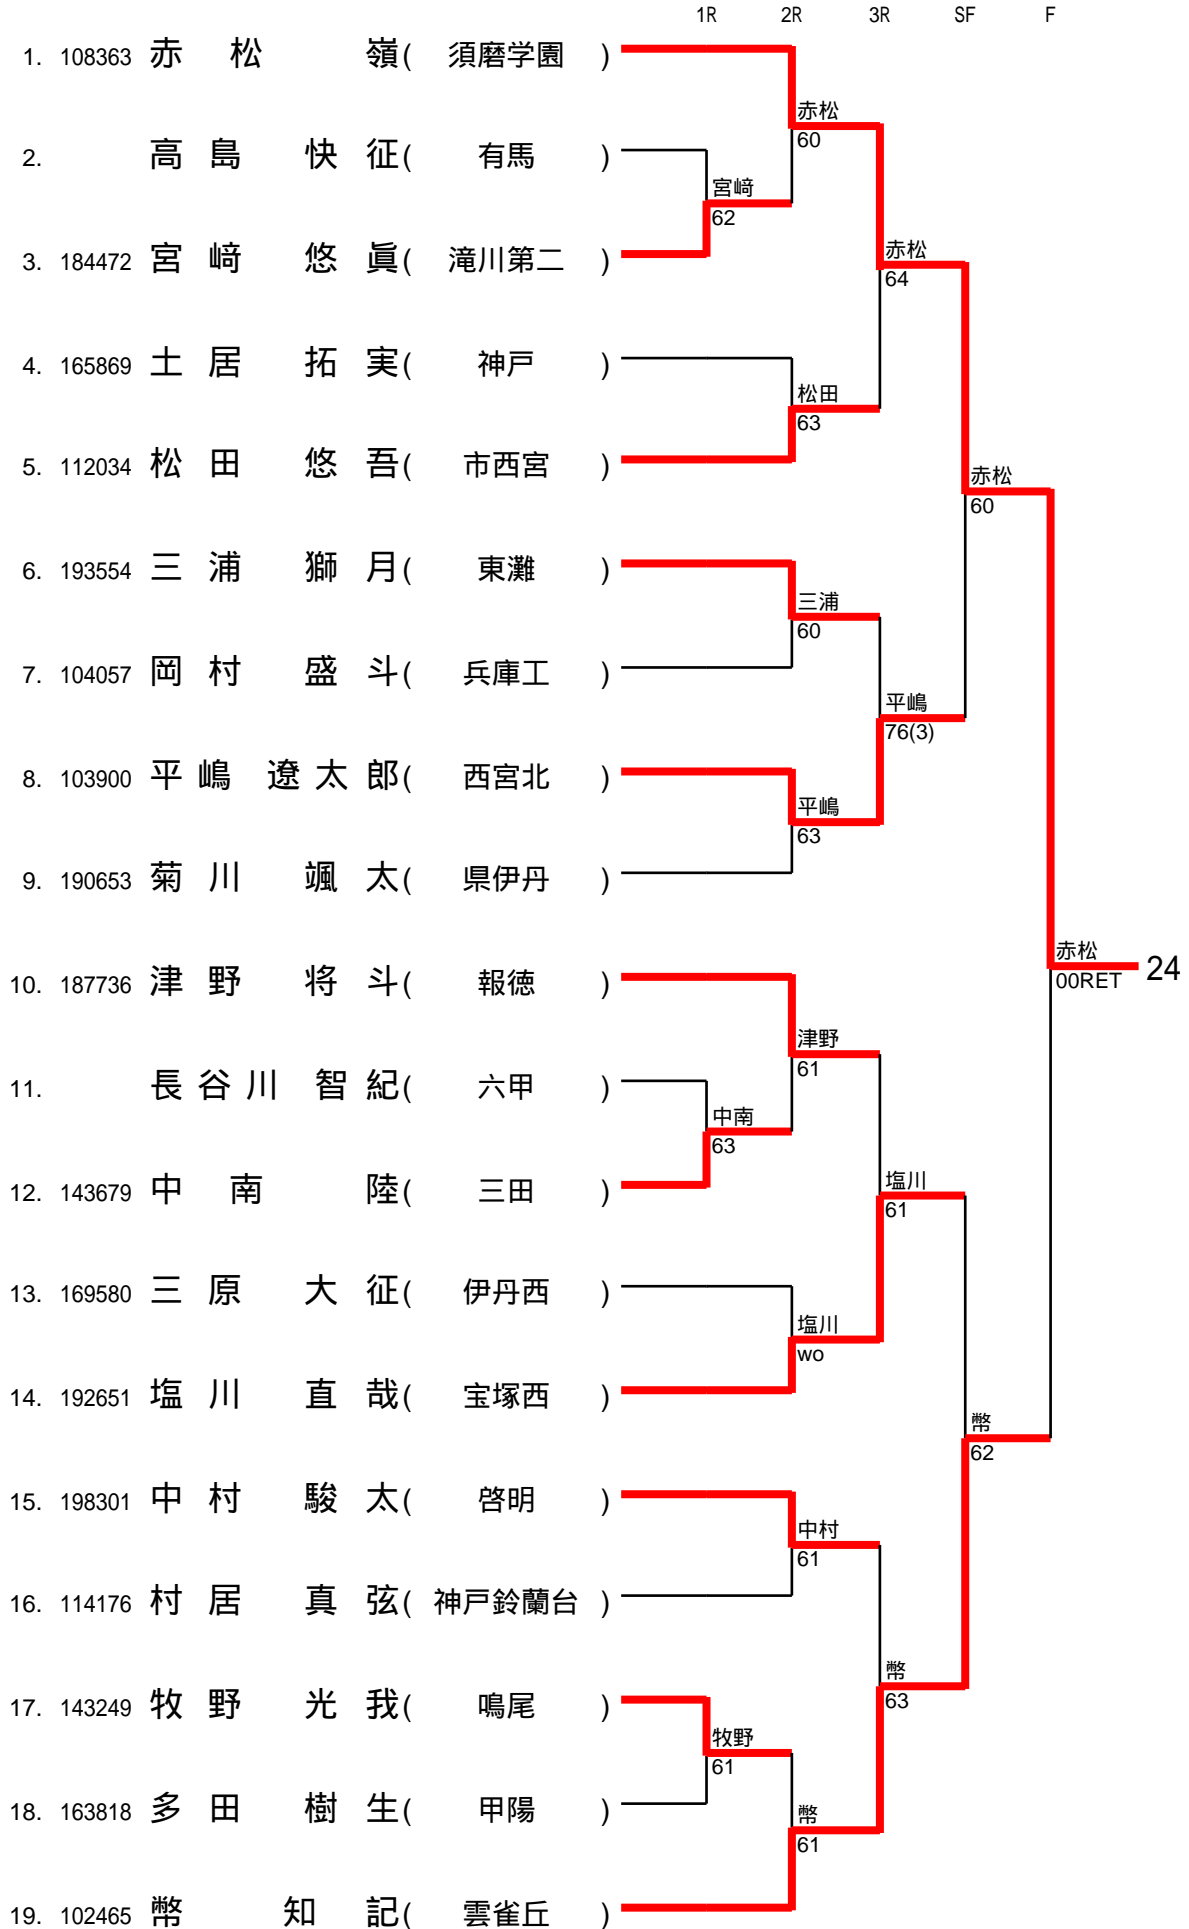 1R 2R 3R SF F
1. 108363 赤松 嶺( 須磨学園 )
赤松
60
2. 高島 快征( 有馬 )
宮﨑
62
3. 184472 宮﨑 悠眞( 滝川第二 )
赤松
64
4. 165869 土居 拓実( 神戸 )
松田
63
5. 112034 松田 悠吾( 市西宮 )
赤松
60
6. 193554 三浦 獅月( 東灘 )
三浦
60
7. 104057 岡村 盛斗( 兵庫工 )
平嶋
76(3)
8. 103900 平嶋 遼太郎( 西宮北 )
平嶋
63
9. 190653 菊川 颯太( 県伊丹 )
赤松
00RET
24
10. 187736 津野 将斗( 報徳 )
津野
61
11. 長谷川 智紀( 六甲 )
中南
63
12. 143679 中南 陸( 三田 )
塩川
61
13. 169580 三原 大征( 伊丹西 )
塩川
wo
14. 192651 塩川 直哉( 宝塚西 )
幣
62
15. 198301 中村 駿太( 啓明 )
中村
61
16. 114176 村居 真弦( 神戸鈴蘭台 )
幣
63
17. 143249 牧野 光我( 鳴尾 )
牧野
61
18. 163818 多田 樹生( 甲陽 )
幣
61
19. 102465 幣 知記( 雲雀丘 )